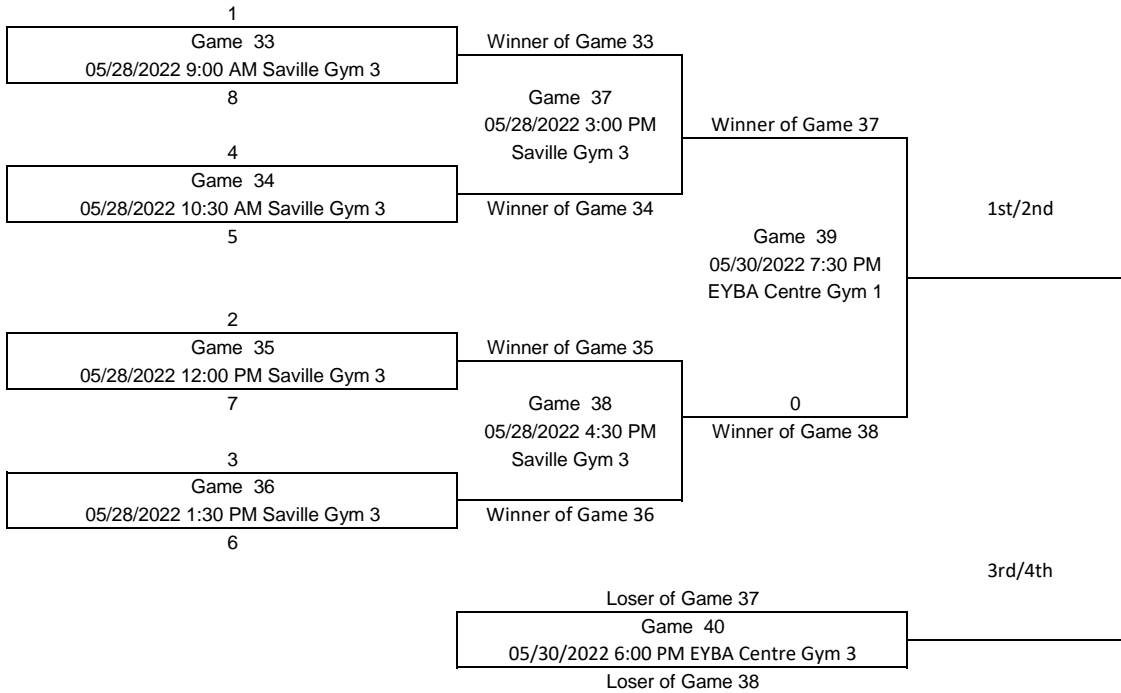 1
Game 33
05/28/2022 9:00 AM Saville Gym 3
8
Winner of Game 33
Game 37
05/28/2022 3:00 PM
Saville Gym 3
Winner of Game 34
4
Game 34
05/28/2022 10:30 AM Saville Gym 3
5
Winner of Game 37
Game 39
05/30/2022 7:30 PM
EYBA Centre Gym 1
0
Winner of Game 38
1st/2nd
2
Game 35
05/28/2022 12:00 PM Saville Gym 3
7
Winner of Game 35
Game 38
05/28/2022 4:30 PM
Saville Gym 3
Winner of Game 36
3
Game 36
05/28/2022 1:30 PM Saville Gym 3
6
3rd/4th
Loser of Game 37
Game 40
05/30/2022 6:00 PM EYBA Centre Gym 3
Loser of Game 38